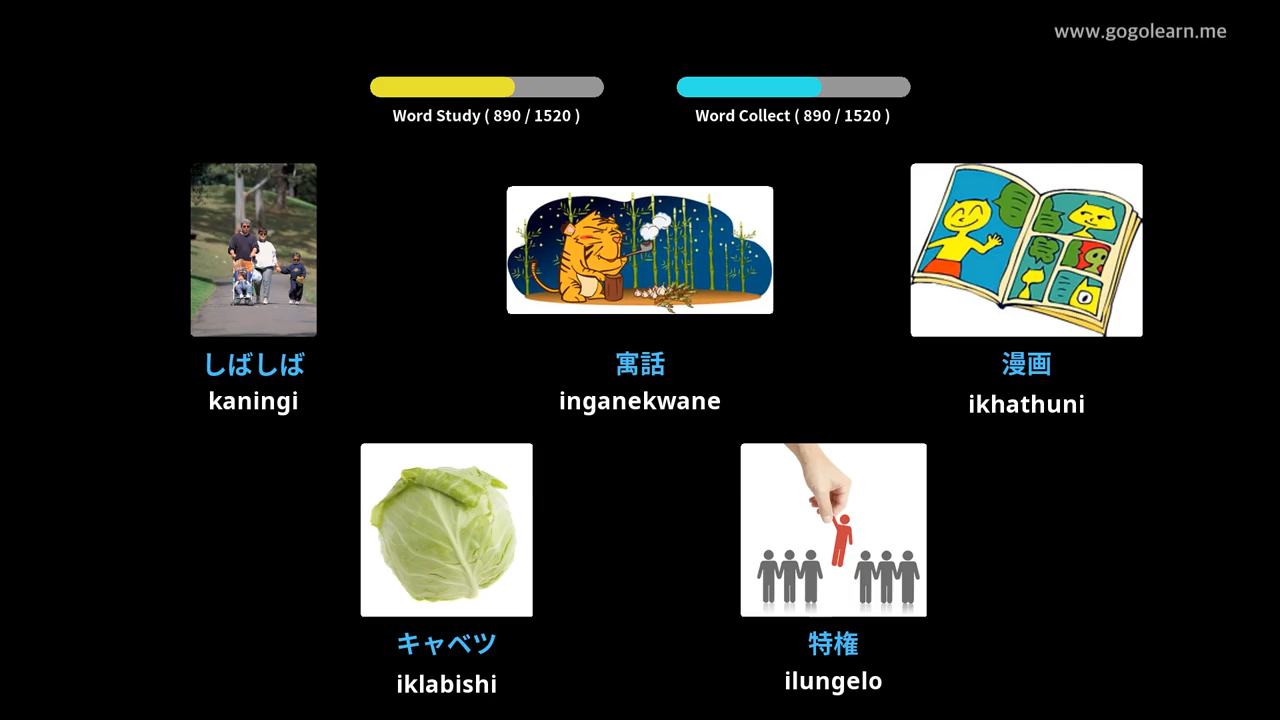 www.gogolearn.me
Word Study ( 890 / 1520 )
Word Collect ( 890 / 1520 )
しばしば
kaningi
寓話
inganekwane
漫画
ikhathuni
キャベツ
iklabishi
特権
ilungelo